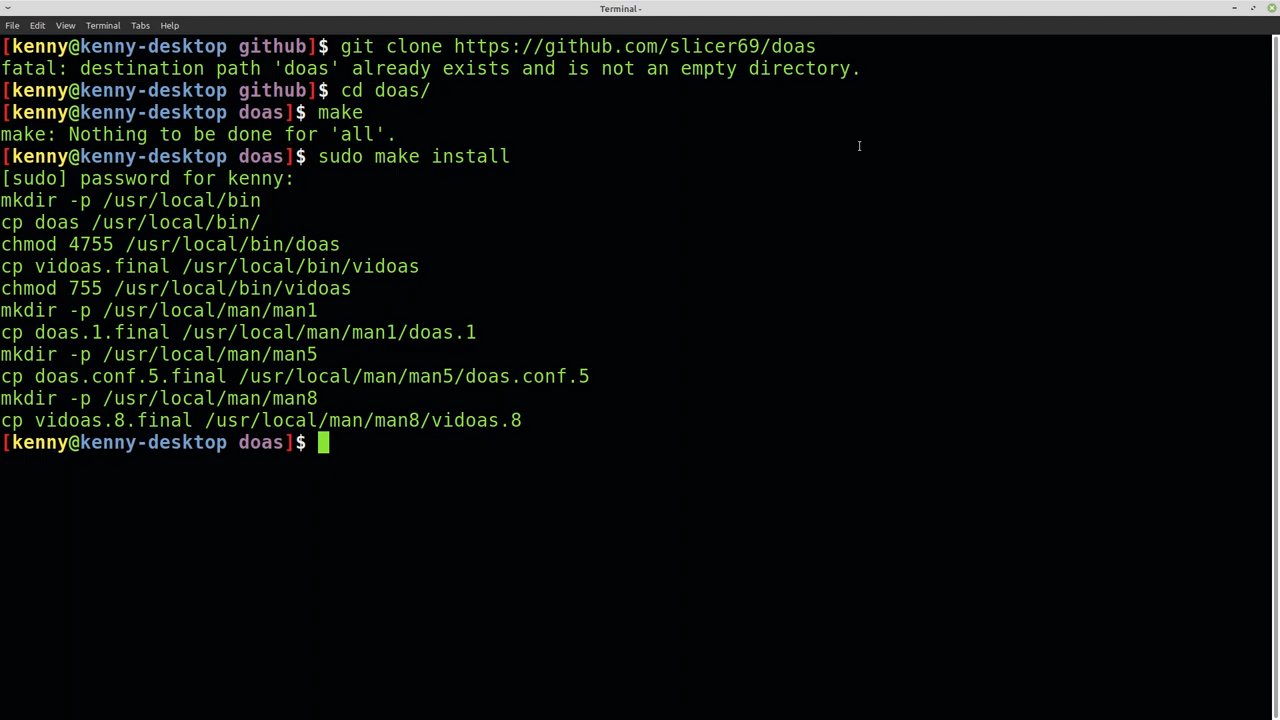 Terminal -
File Edit View Terminal Tabs Help
[kenny@kenny-desktop github]$ git clone https://github.com/slicer69/doas
fatal: destination path 'doas' already exists and is not an empty directory.
[kenny@kenny-desktop github]$ cd doas/
[kenny@kenny-desktop doas]$ make
make: Nothing to be done for 'all'.
[kenny@kenny-desktop doas]$ sudo make install
[sudo] password for kenny:
mkdir -p /usr/local/bin
cp doas /usr/local/bin/
chmod 4755 /usr/local/bin/doas
cp vidoas.final /usr/local/bin/vidoas
chmod 755 /usr/local/bin/vidoas
mkdir -p /usr/local/man/man1
cp doas.1.final /usr/local/man/man1/doas.1
mkdir -p /usr/local/man/man5
cp doas.conf.5.final /usr/local/man/man5/doas.conf.5
mkdir -p /usr/local/man/man8
cp vidoas.8.final /usr/local/man/man8/vidoas.8
[kenny@kenny-desktop doas]$